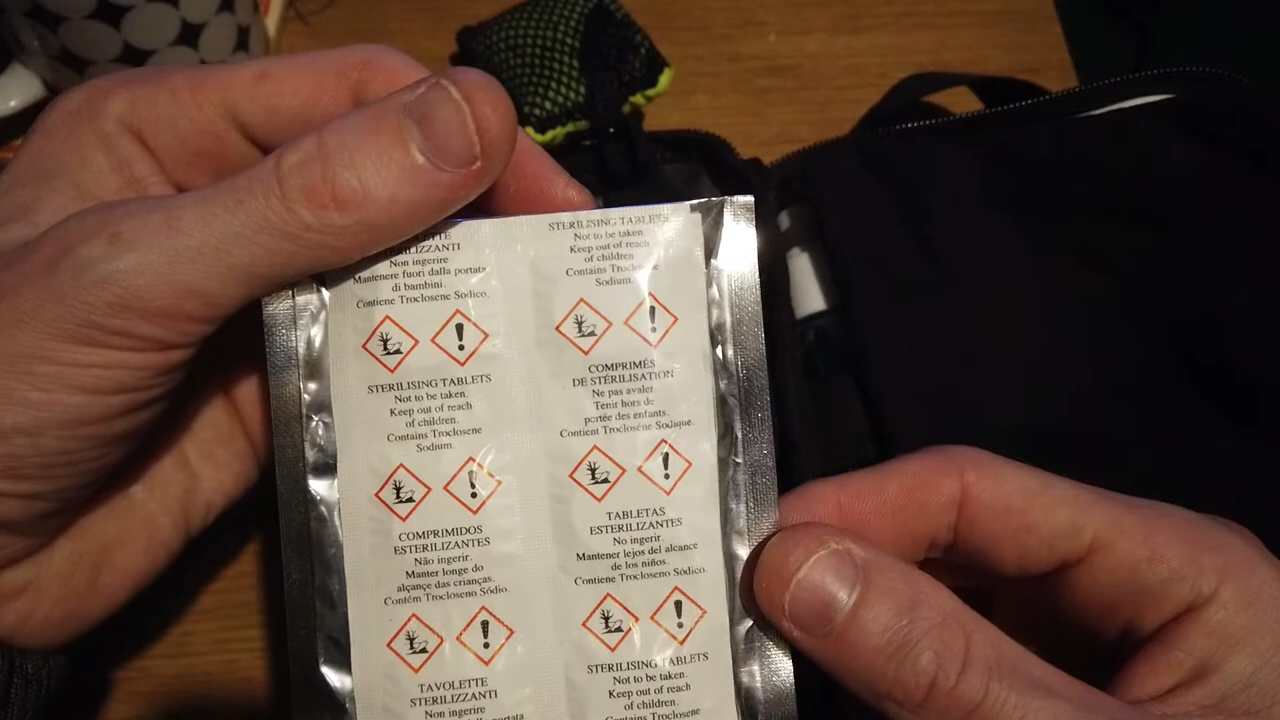 STERILIZZANTI
Non ingerire
Mantenere fuori dalla portata
di bambini.
Contiene Troclosene Sodico.
STERILISING TABLETS
Not to be taken.
Keep out of reach
of children.
Contains Troclosene
Sodium.
COMPRIMIDOS
ESTERILIZANTES
Não ingerir.
Manter longe do
alçance das crianças.
Contém Trocloseno Sódio.
TAVOLETTE
STERILIZZANTI
Non ingerire
portata
STERILISING TABLETS
Not to be taken.
Keep out of reach
of children
Contains Troclosene
Sodium.
COMPRIMÉS
DE STÉRILISATION
Ne pas avaler.
Tenir hors de
portée des enfants.
Contient Troclosène Sodique.
TABLETAS
ESTERILIZANTES
No ingerir.
Mantener lejos del alcance
de los niños.
Contiene Trocloseno Sódico.
STERILISING TABLETS
Not to be taken.
Keep out of reach
of children.
Contains Troclosene